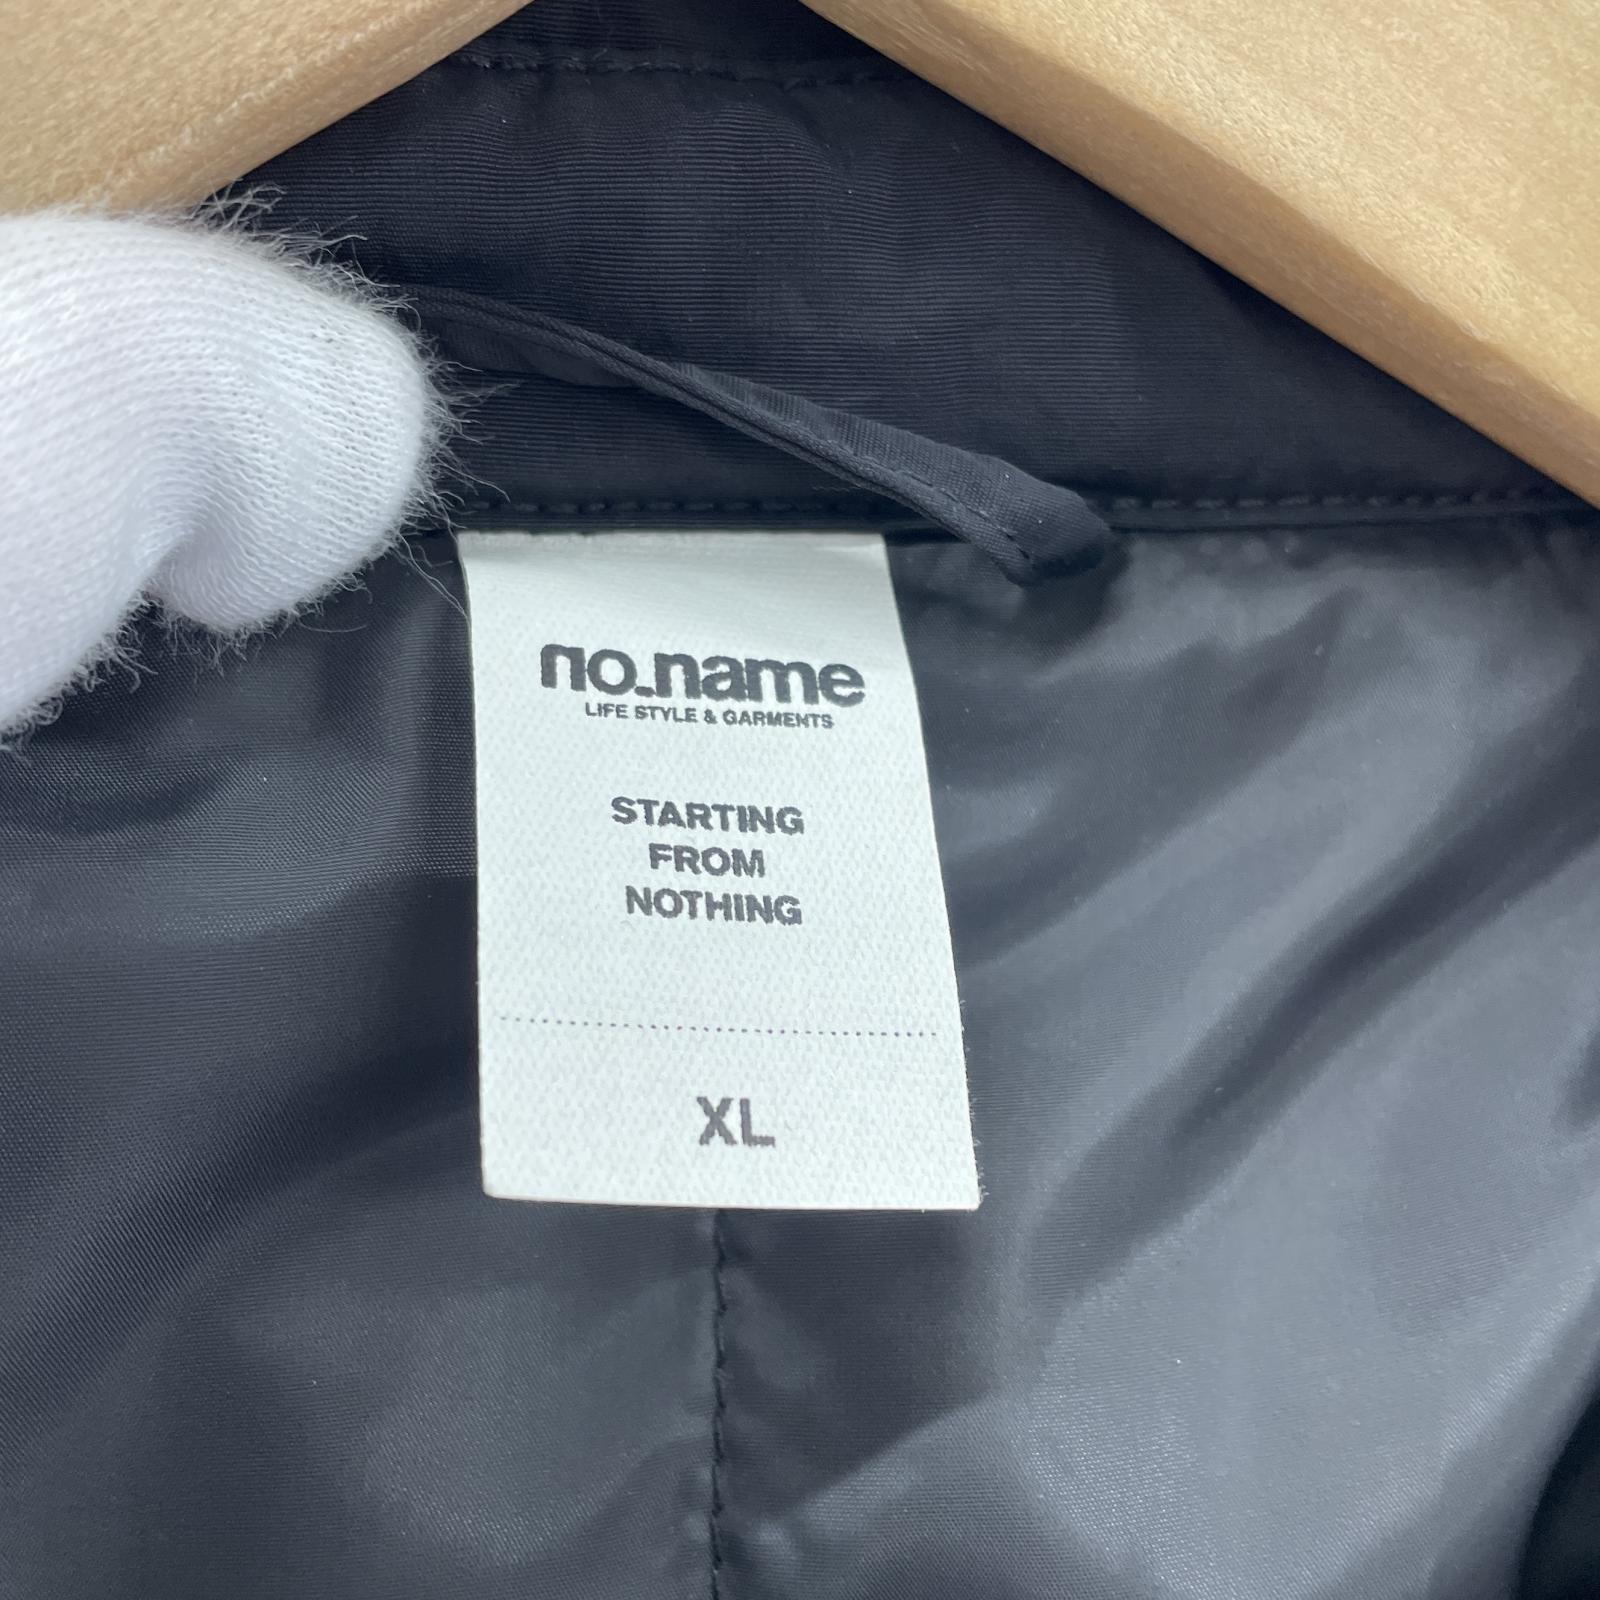 no.name
LIFE STYLE & GARMENTS
STARTING
FROM
NOTHING
XL